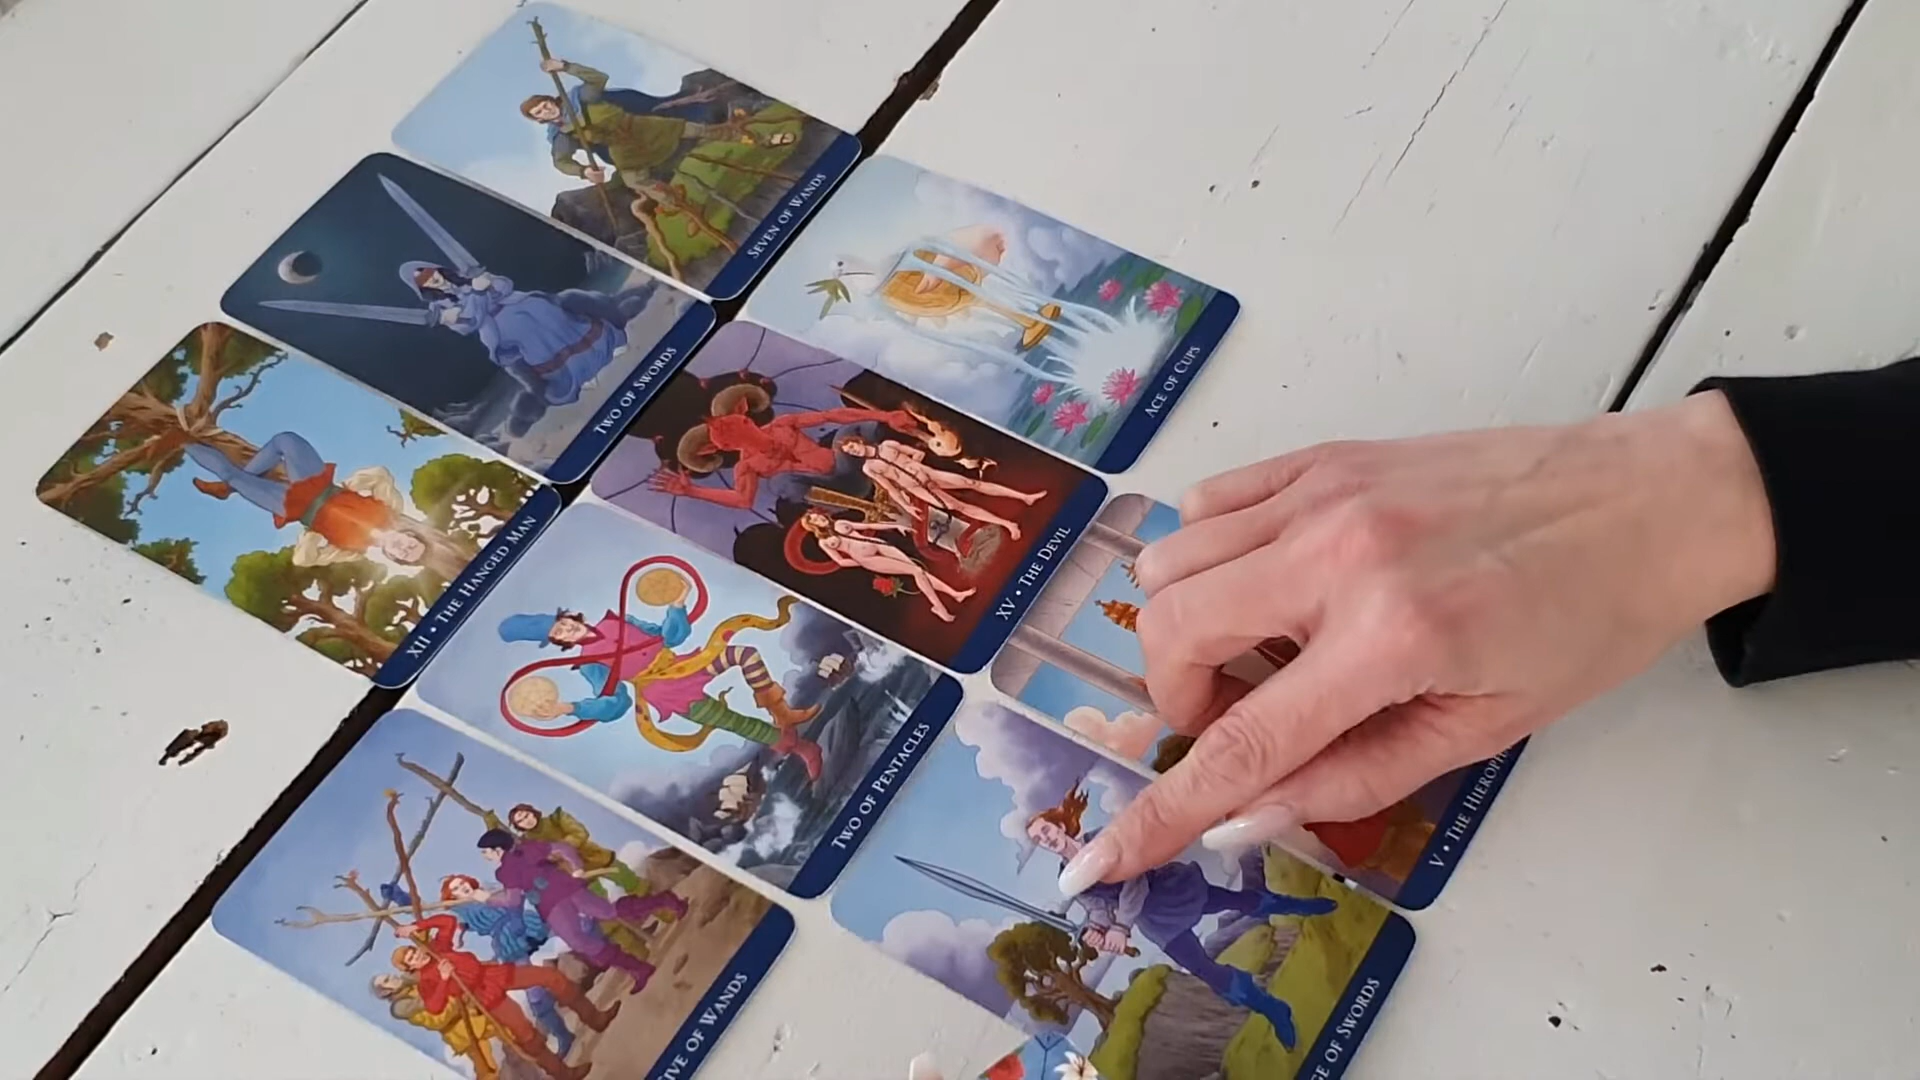 SEVEN OF WANDS
TWO OF SWORDS
ACE OF CUPS
XII • THE HANGED MAN
XV • THE DEVIL
TWO OF PENTACLES
V • THE HIEROP
IVE OF WANDS
GE OF SWORDS